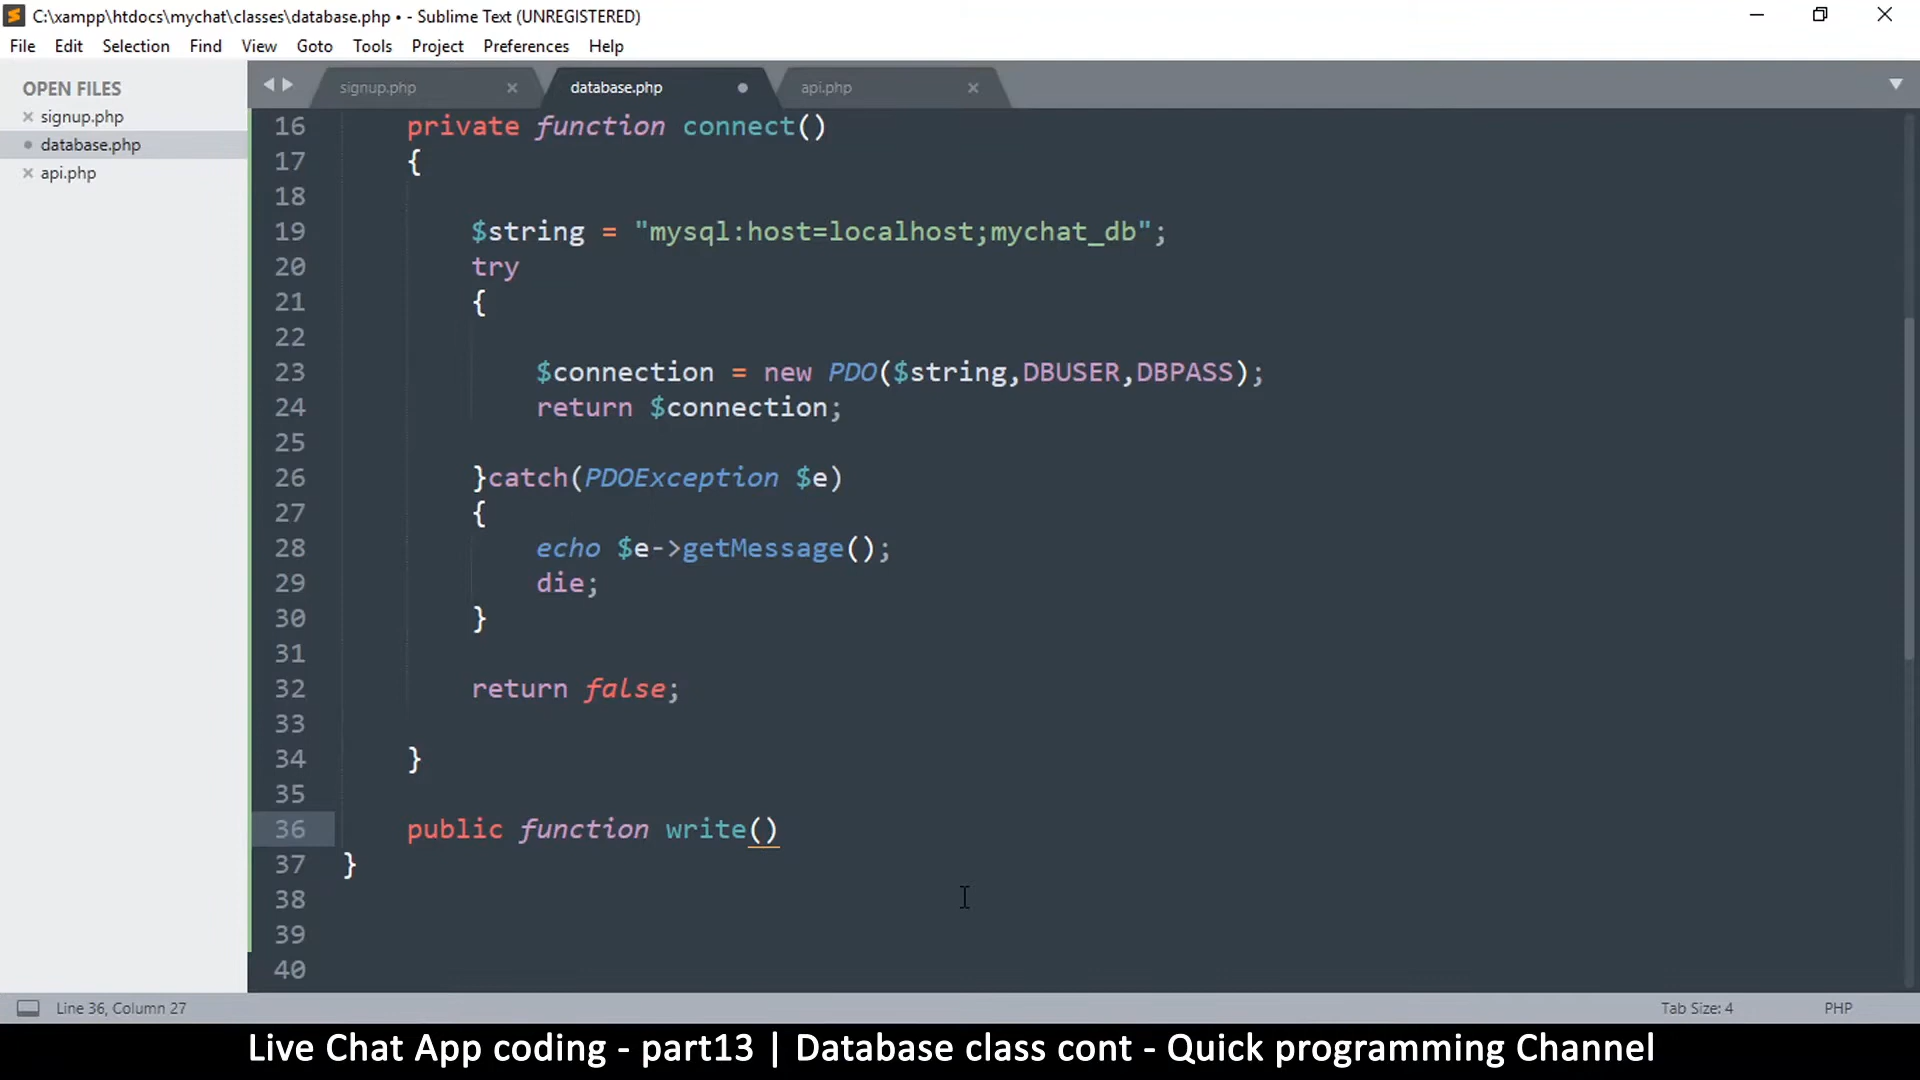 C:\xampp\htdocs\mychat\classes\database.php • - Sublime Text (UNREGISTERED)
File Edit Selection Find View Goto Tools Project Preferences Help
OPEN FILES
signup.php
database.php
api.php
signup.php database.php api.php
16 private function connect()
17 {
18
19 $string = "mysql:host=localhost;mychat_db";
20 try
21 {
22
23 $connection = new PDO($string,DBUSER,DBPASS);
24 return $connection;
25
26 }catch(PDOException $e)
27 {
28 echo $e->getMessage();
29 die;
30 }
31
32 return false;
33
34 }
35
36 public function write()
37 }
38
39
40
Line 36, Column 27 Tab Size: 4 PHP
Live Chat App coding - part13 | Database class cont - Quick programming Channel